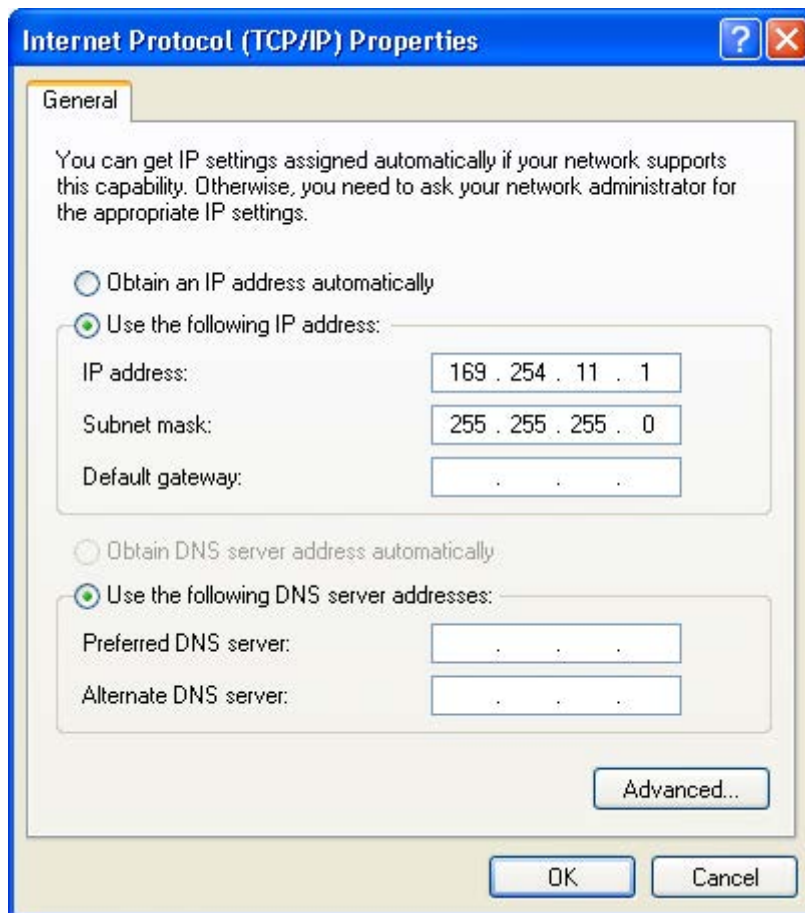 Internet Protocol (TCP/IP) Properties
General
You can get IP settings assigned automatically if your network supports
this capability. Otherwise, you need to ask your network administrator for
the appropriate IP settings.
Obtain an IP address automatically
Use the following IP address:
IP address: 169 . 254 . 11 . 1
Subnet mask: 255 . 255 . 255 . 0
Default gateway: . . .
Obtain DNS server address automatically
Use the following DNS server addresses:
Preferred DNS server: . . .
Alternate DNS server: . . .
Advanced...
OK Cancel